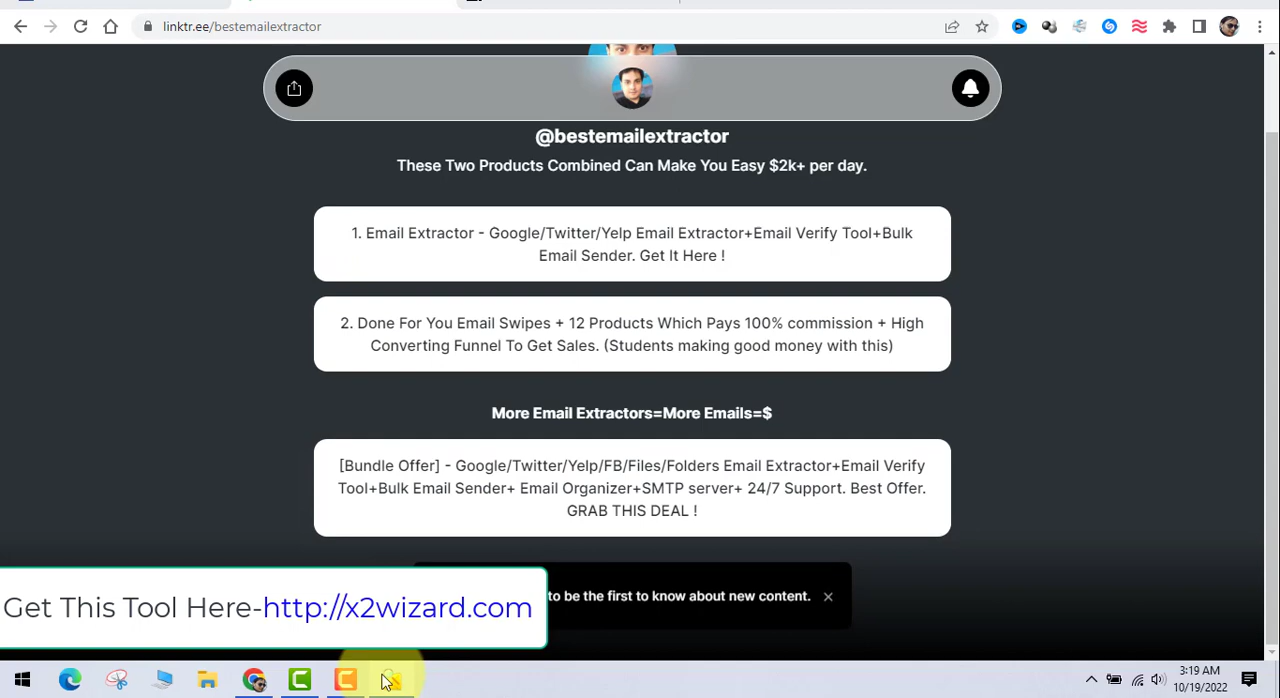 linktr.ee/bestemailextractor
@bestemailextractor
These Two Products Combined Can Make You Easy $2k+ per day.
1. Email Extractor - Google/Twitter/Yelp Email Extractor+Email Verify Tool+Bulk
Email Sender. Get It Here !
2. Done For You Email Swipes + 12 Products Which Pays 100% commission + High
Converting Funnel To Get Sales. (Students making good money with this)
More Email Extractors=More Emails=$
[Bundle Offer] - Google/Twitter/Yelp/FB/Files/Folders Email Extractor+Email Verify
Tool+Bulk Email Sender+ Email Organizer+SMTP server+ 24/7 Support. Best Offer.
GRAB THIS DEAL !
to be the first to know about new content.
Get This Tool Here-http://x2wizard.com
3:19 AM
10/19/2022